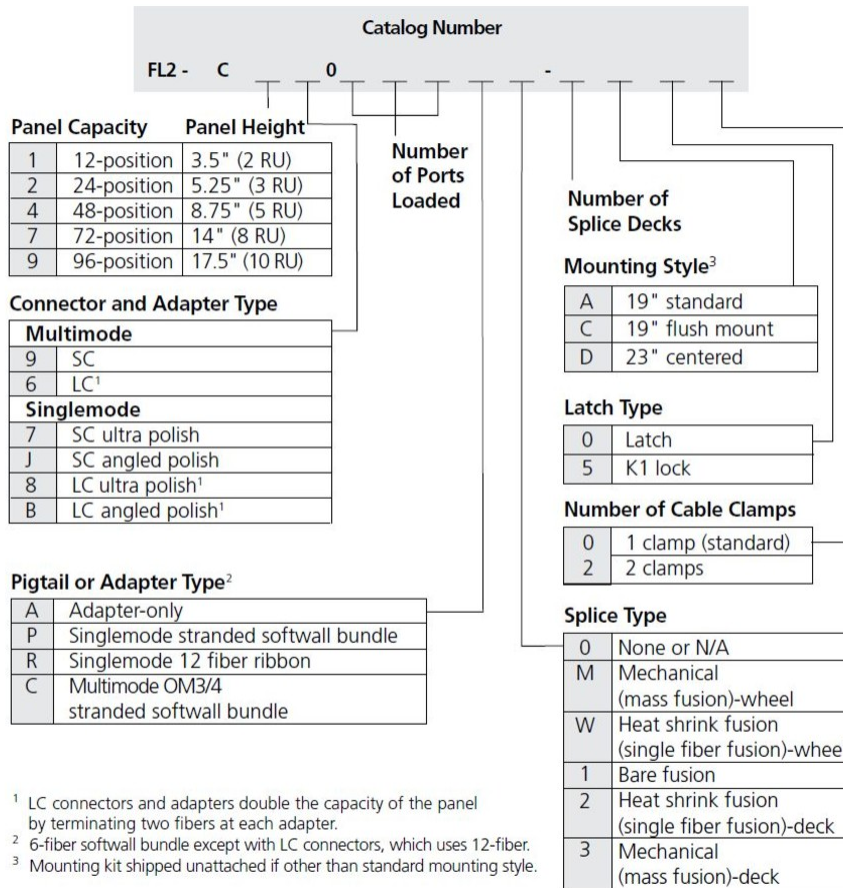 Catalog Number
FL2 - C _ _ 0 _ _ _ _ _ - _ _ _ _
Panel Capacity Panel Height
1 12-position 3.5" (2 RU)
2 24-position 5.25" (3 RU)
4 48-position 8.75" (5 RU)
7 72-position 14" (8 RU)
9 96-position 17.5" (10 RU)
Number
of Ports
Loaded
Connector and Adapter Type
Multimode
9 SC
6 LC¹
Singlemode
7 SC ultra polish
J SC angled polish
8 LC ultra polish¹
B LC angled polish¹
Pigtail or Adapter Type²
A Adapter-only
P Singlemode stranded softwall bundle
R Singlemode 12 fiber ribbon
C Multimode OM3/4
stranded softwall bundle
¹ LC connectors and adapters double the capacity of the panel
by terminating two fibers at each adapter.
² 6-fiber softwall bundle except with LC connectors, which uses 12-fiber.
³ Mounting kit shipped unattached if other than standard mounting style.
Number of
Splice Decks
Mounting Style³
A 19" standard
C 19" flush mount
D 23" centered
Latch Type
0 Latch
5 K1 lock
Number of Cable Clamps
0 1 clamp (standard)
2 2 clamps
Splice Type
0 None or N/A
M Mechanical
(mass fusion)-wheel
W Heat shrink fusion
(single fiber fusion)-whee
1 Bare fusion
2 Heat shrink fusion
(single fiber fusion)-deck
3 Mechanical
(mass fusion)-deck